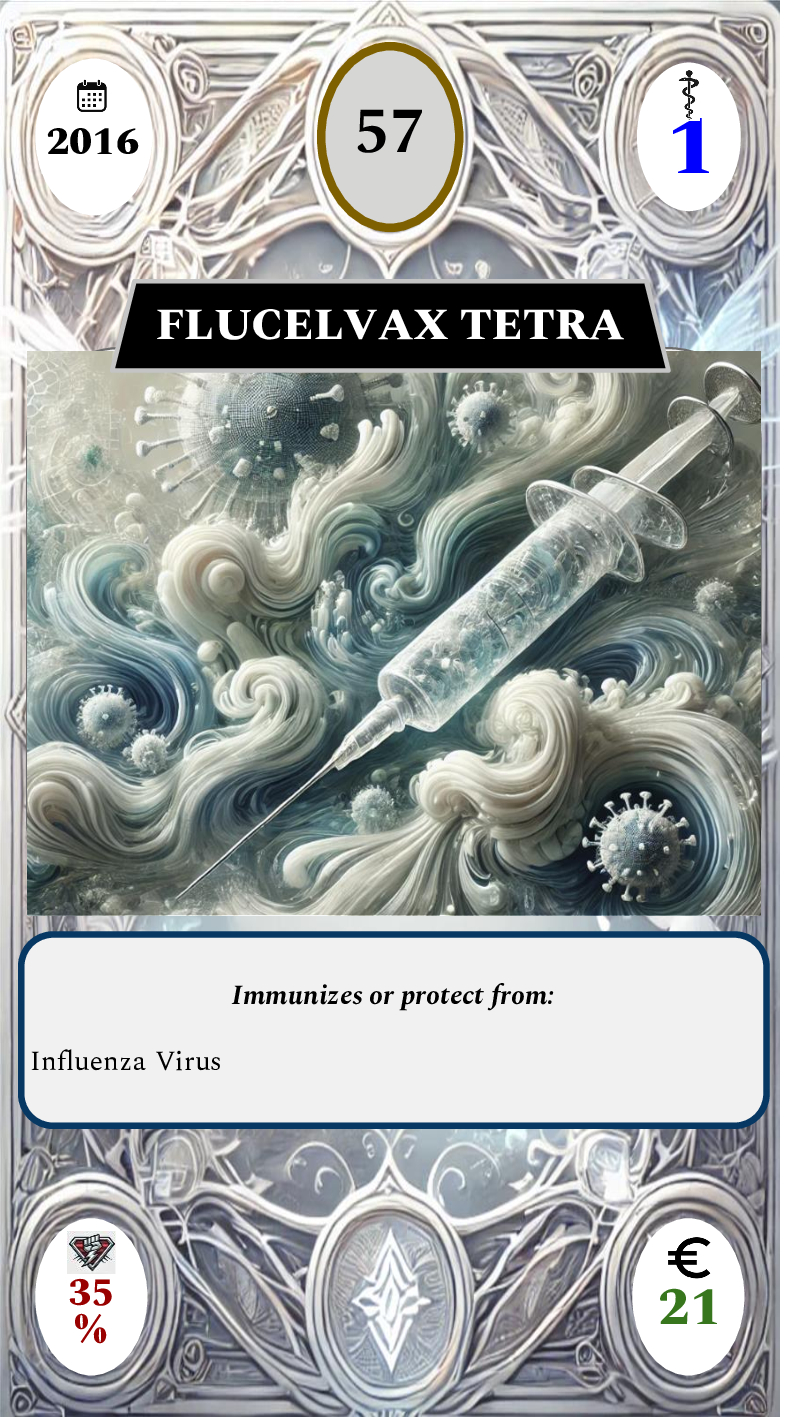 2016
57
1
FLUCELVAX TETRA
Immunizes or protect from:
Influenza Virus
35
%
€
21